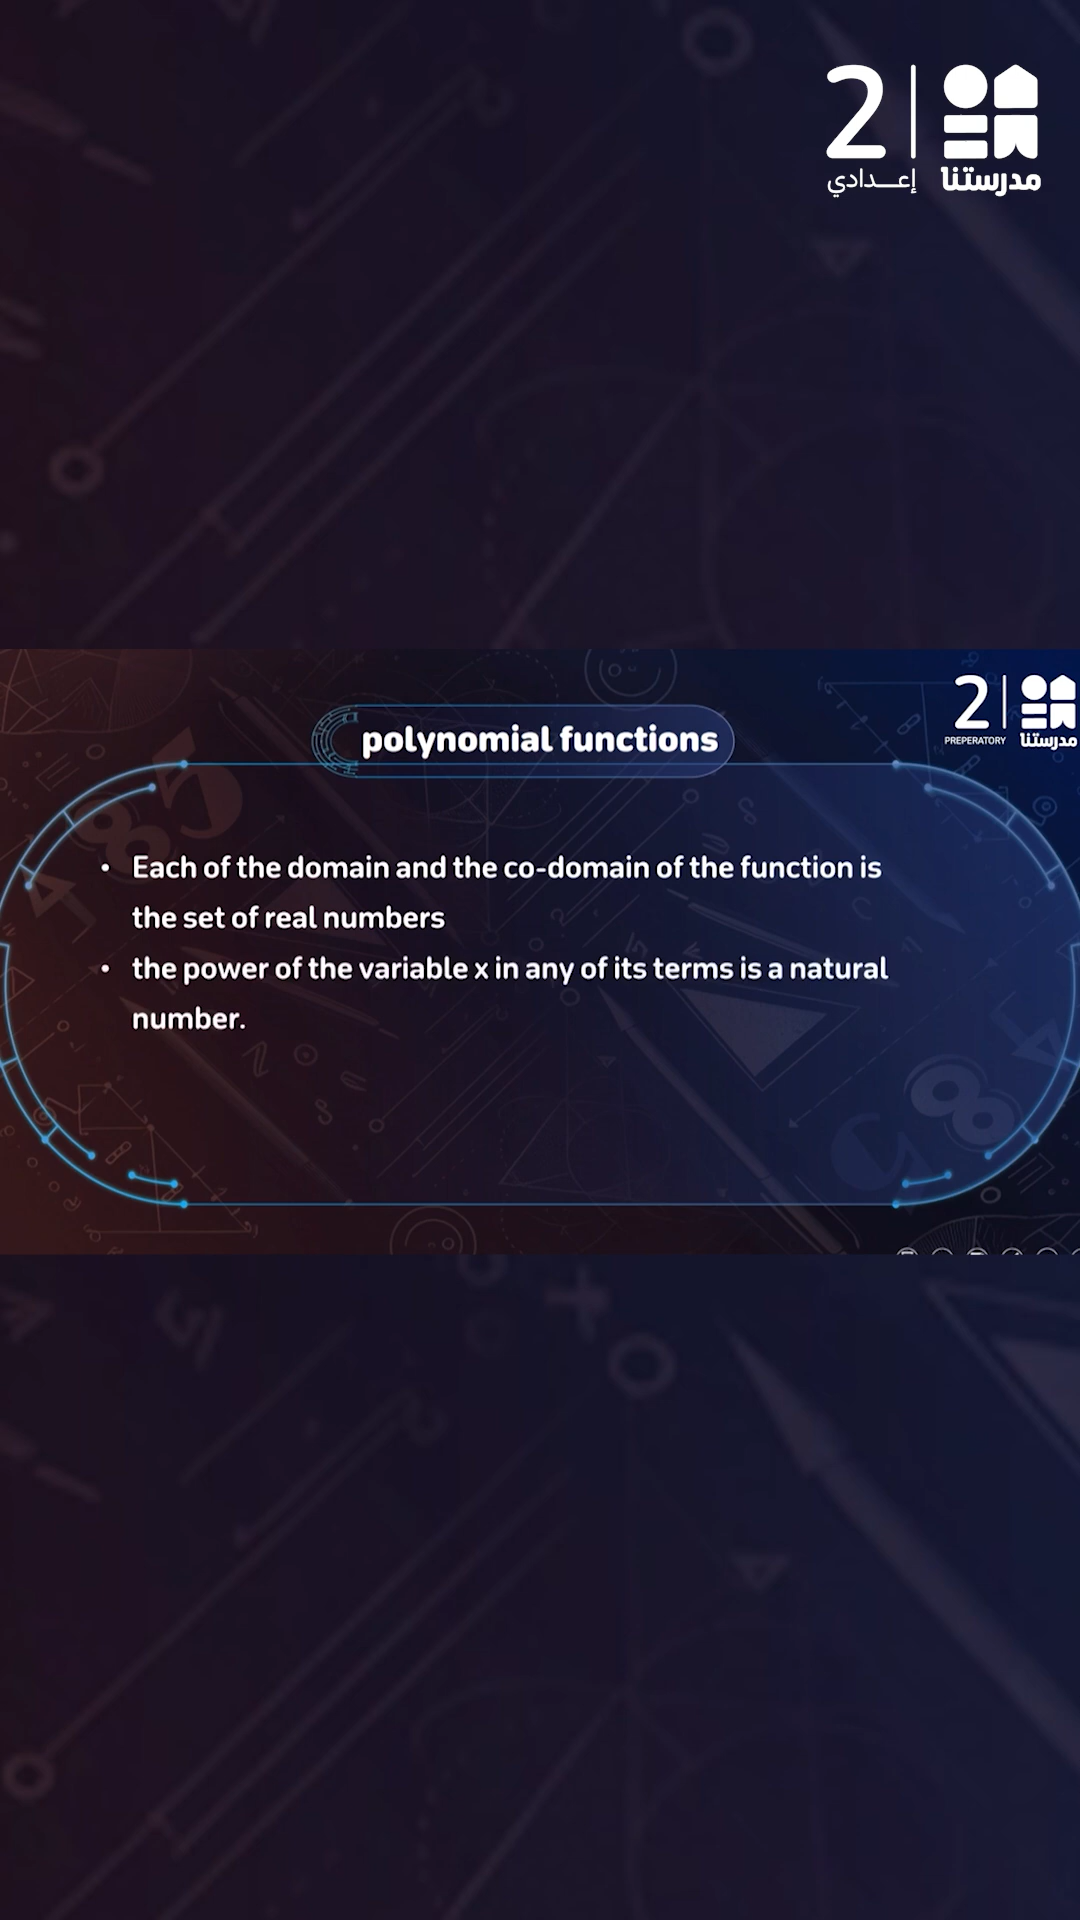 2
إعـــدادي
مدرستنا
2
PREPERATORY
مدرستنا
polynomial functions
• Each of the domain and the co-domain of the function is
the set of real numbers
• the power of the variable x in any of its terms is a natural
number.